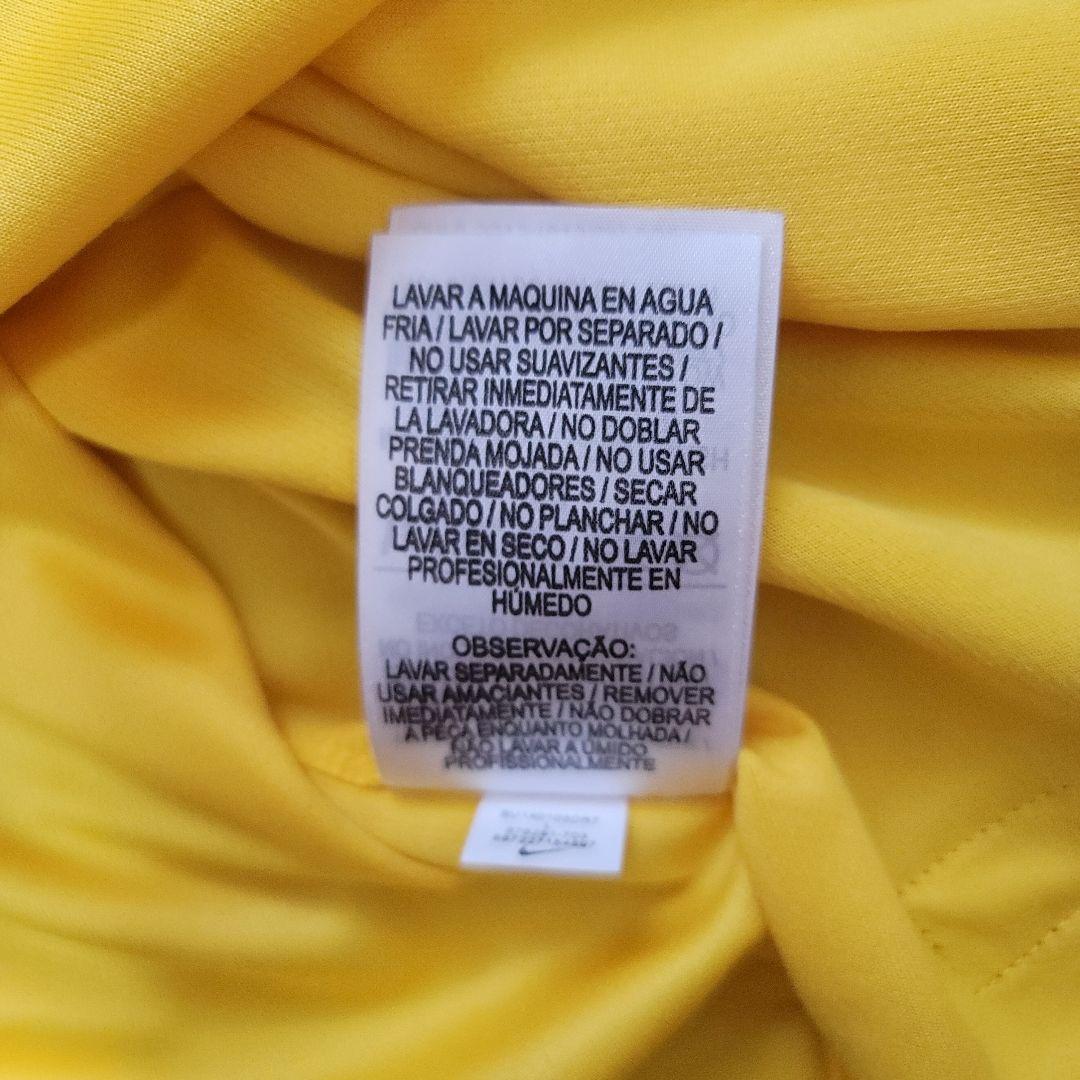 LAVAR A MAQUINA EN AGUA
FRIA / LAVAR POR SEPARADO /
NO USAR SUAVIZANTES /
RETIRAR INMEDIATAMENTE DE
LA LAVADORA / NO DOBLAR
PRENDA MOJADA / NO USAR
BLANQUEADORES / SECAR
COLGADO / NO PLANCHAR / NO
LAVAR EN SECO / NO LAVAR
PROFESIONALMENTE EN
HÚMEDO
OBSERVAÇÃO:
LAVAR SEPARADAMENTE / NÃO
USAR AMACIANTES / REMOVER
IMEDIATAMENTE / NÃO DOBRAR
A PEÇA ENQUANTO MOLHADA /
NÃO LAVAR A ÚMIDO
PROFISSIONALMENTE